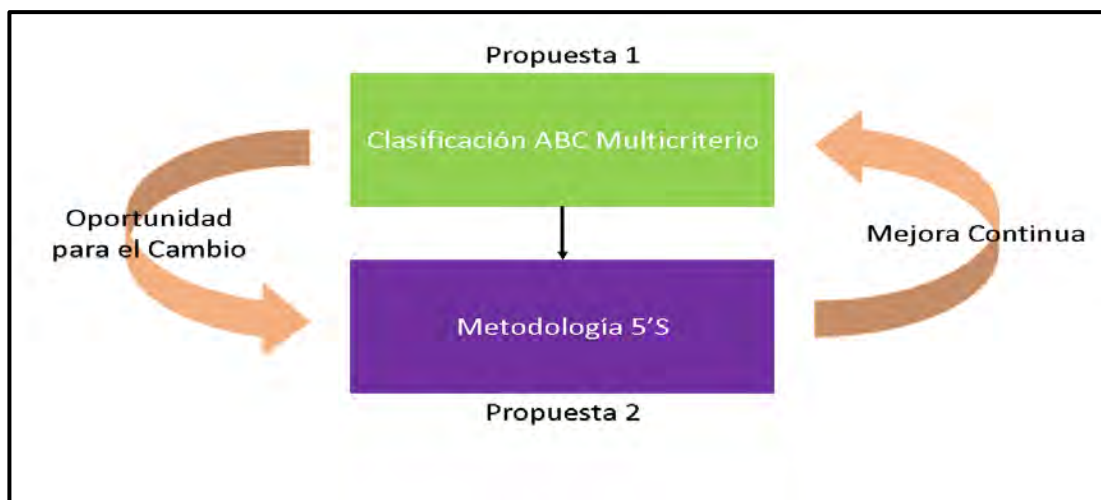 Propuesta 1
Clasificación ABC Multicriterio
Oportunidad
para el Cambio
Mejora Continua
Metodología 5'S
Propuesta 2